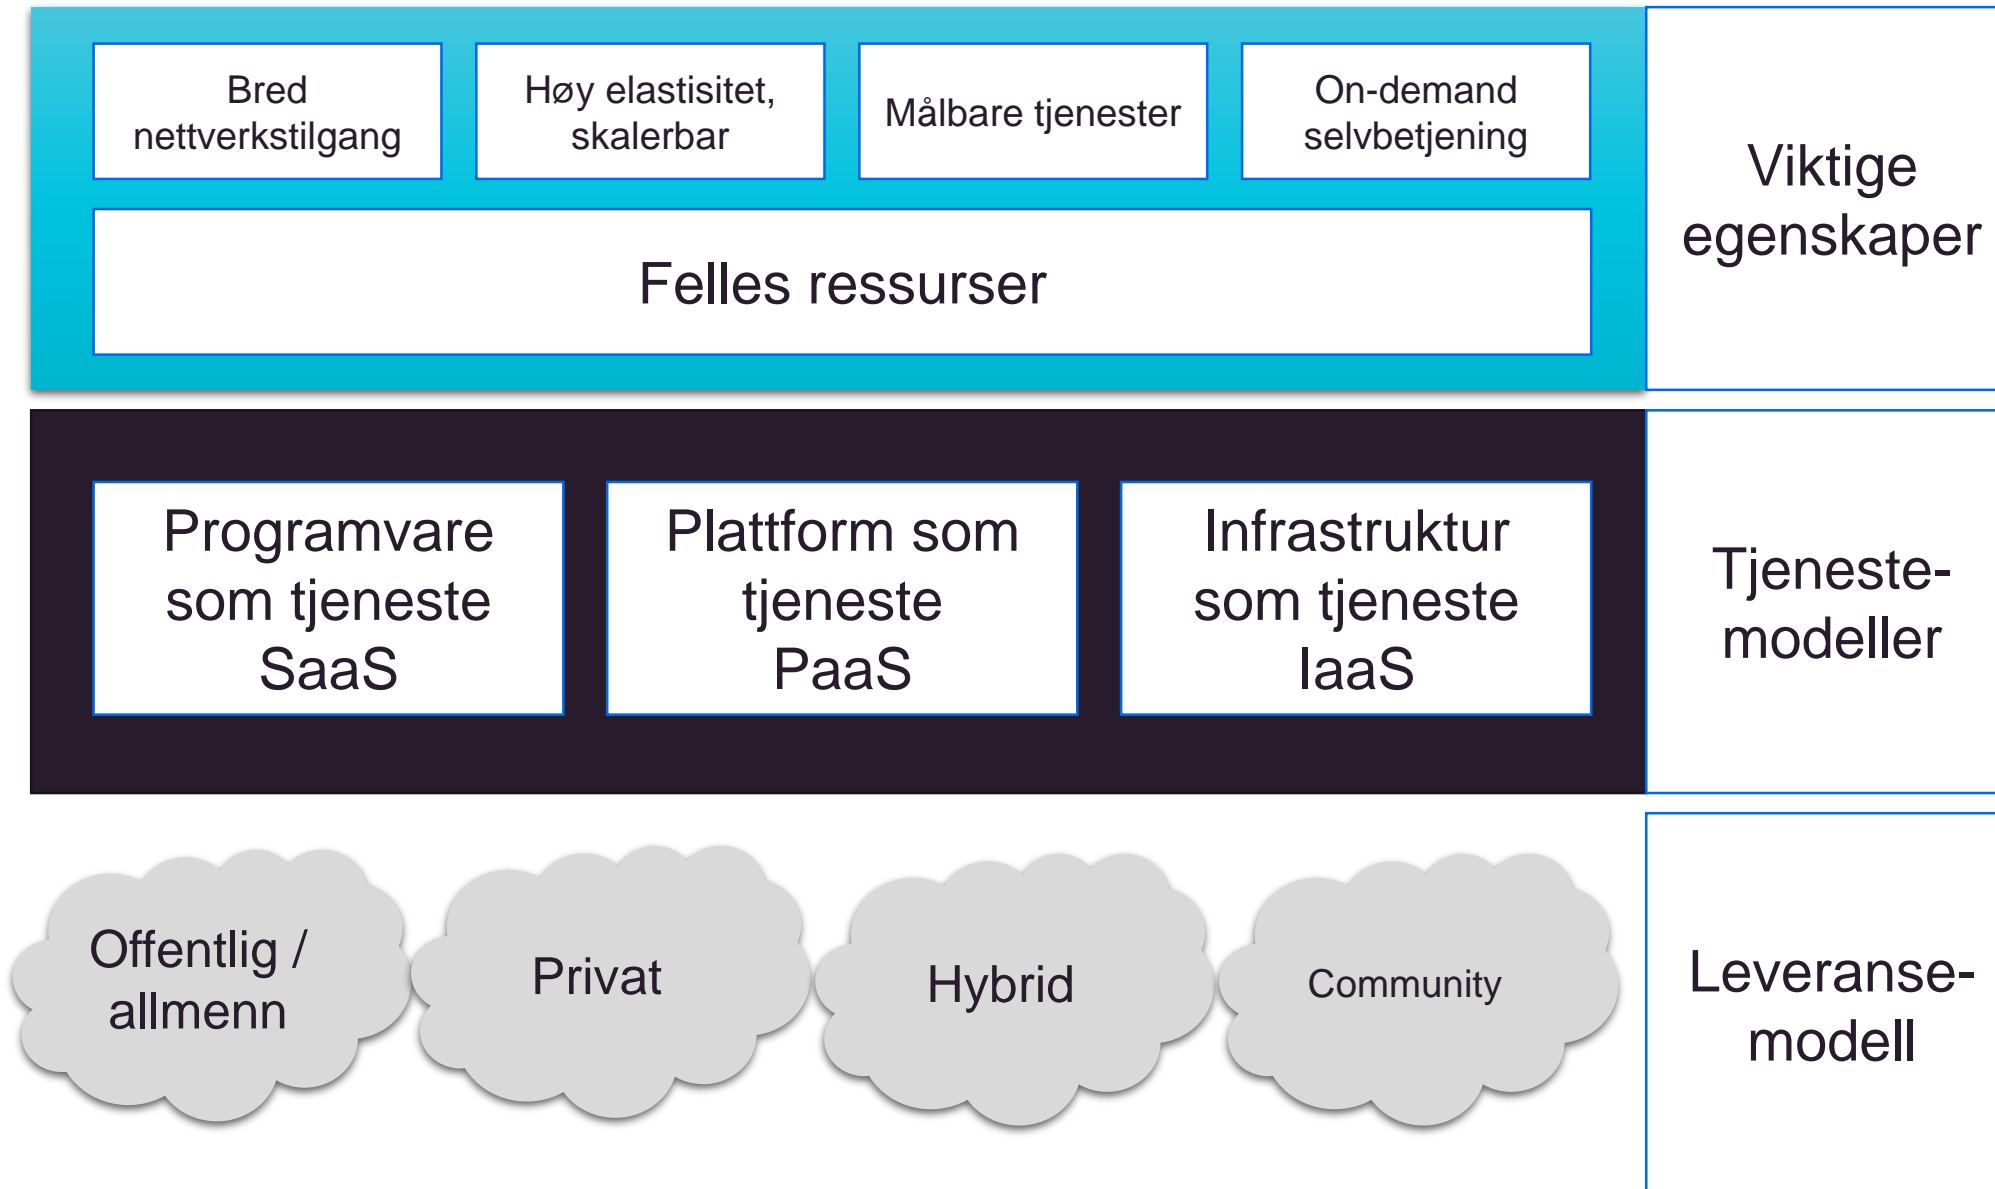 Bred
nettverkstilgang
Høy elastisitet,
skalerbar
Målbare tjenester
On-demand
selvbetjening
Felles ressurser
Viktige
egenskaper
Programvare
som tjeneste
SaaS
Plattform som
tjeneste
PaaS
Infrastruktur
som tjeneste
IaaS
Tjeneste-
modeller
Offentlig /
allmenn
Privat
Hybrid
Community
Leveranse-
modell